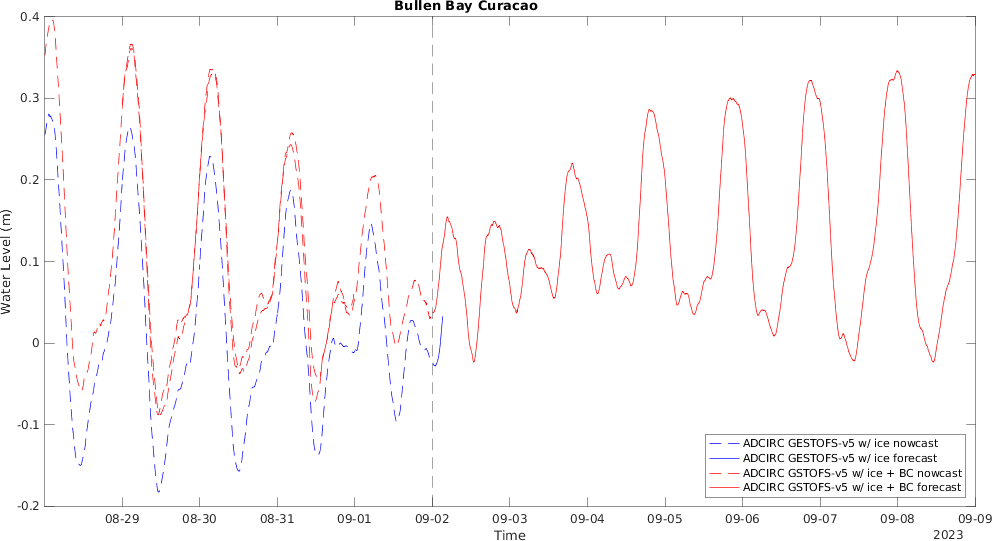 Bullen Bay Curacao
0.4
0.3
0.2
0.1
0
-0.1
-0.2
Water Level (m)
08-29 08-30 08-31 09-01 09-02 09-03 09-04 09-05 09-06 09-07 09-08 09-09
Time
2023
ADCIRC GESTOFS-v5 w/ ice nowcast
ADCIRC GESTOFS-v5 w/ ice forecast
ADCIRC GSTOFS-v5 w/ ice + BC nowcast
ADCIRC GSTOFS-v5 w/ ice + BC forecast